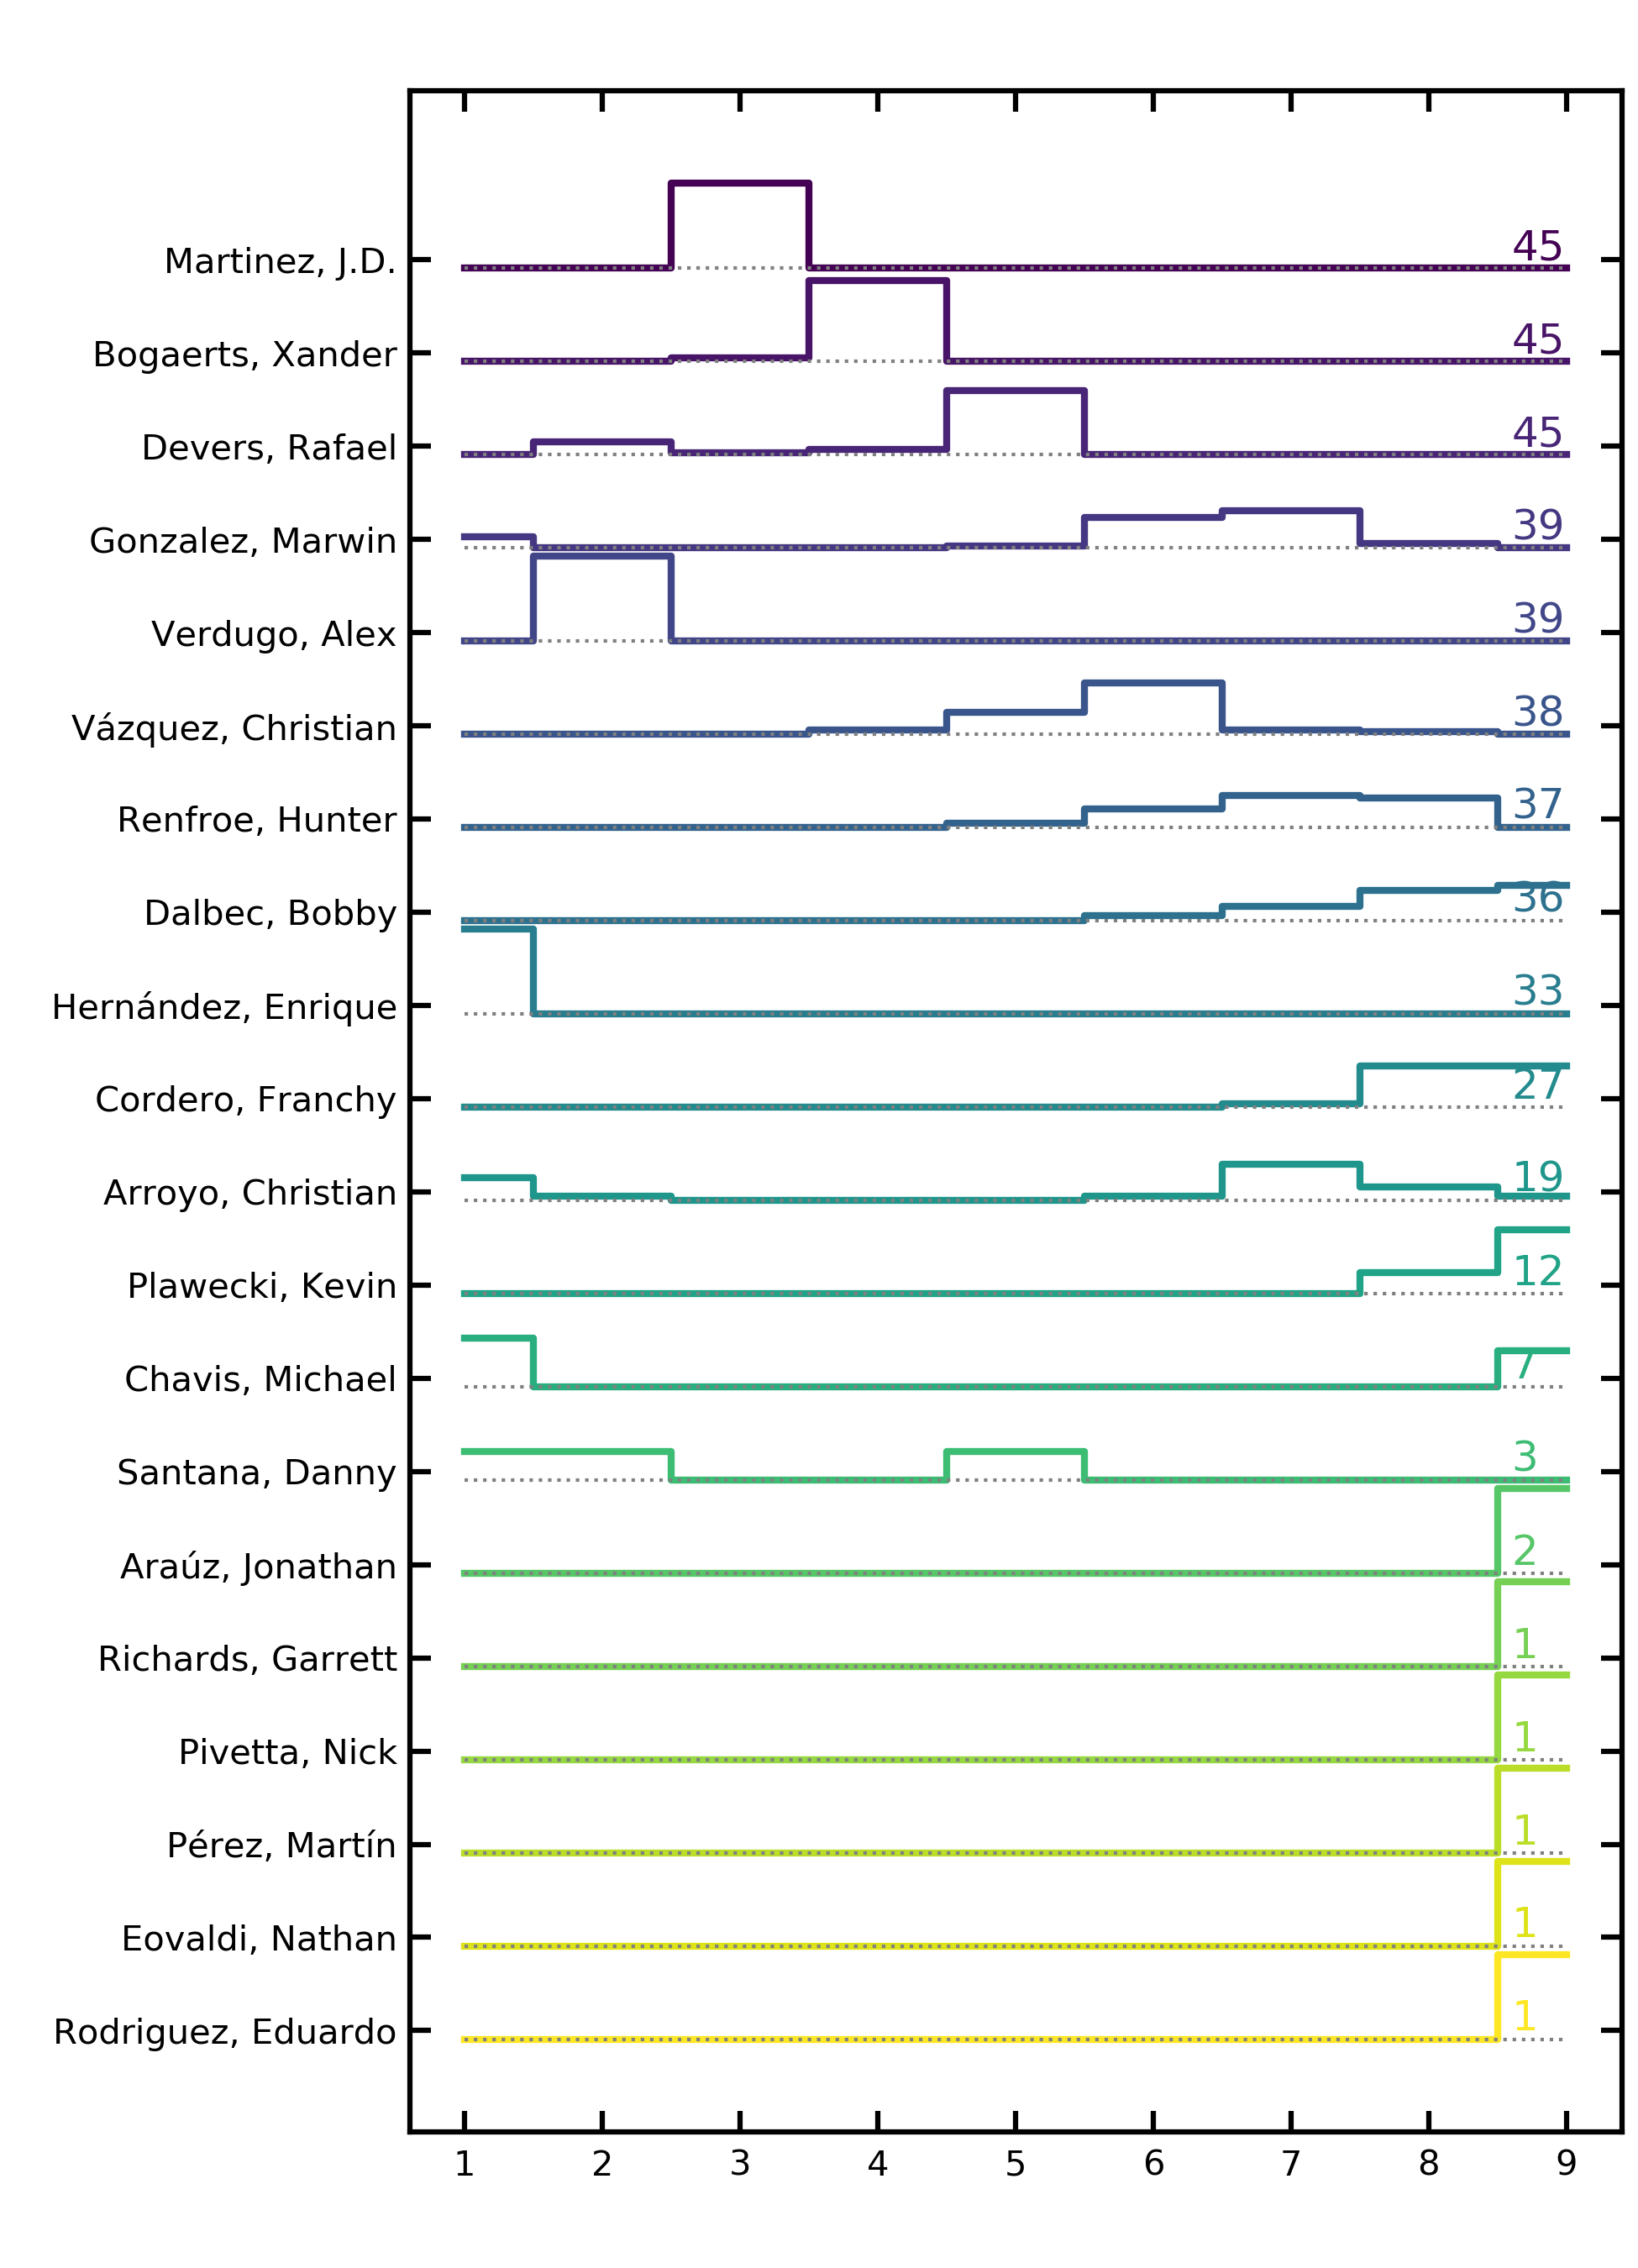 Martinez, J.D. 45
Bogaerts, Xander 45
Devers, Rafael 45
Gonzalez, Marwin 39
Verdugo, Alex 39
Vázquez, Christian 38
Renfroe, Hunter 37
Dalbec, Bobby 36
Hernández, Enrique 33
Cordero, Franchy 27
Arroyo, Christian 19
Plawecki, Kevin 12
Chavis, Michael 7
Santana, Danny 3
Araúz, Jonathan 2
Richards, Garrett 1
Pivetta, Nick 1
Pérez, Martín 1
Eovaldi, Nathan 1
Rodriguez, Eduardo 1
1 2 3 4 5 6 7 8 9